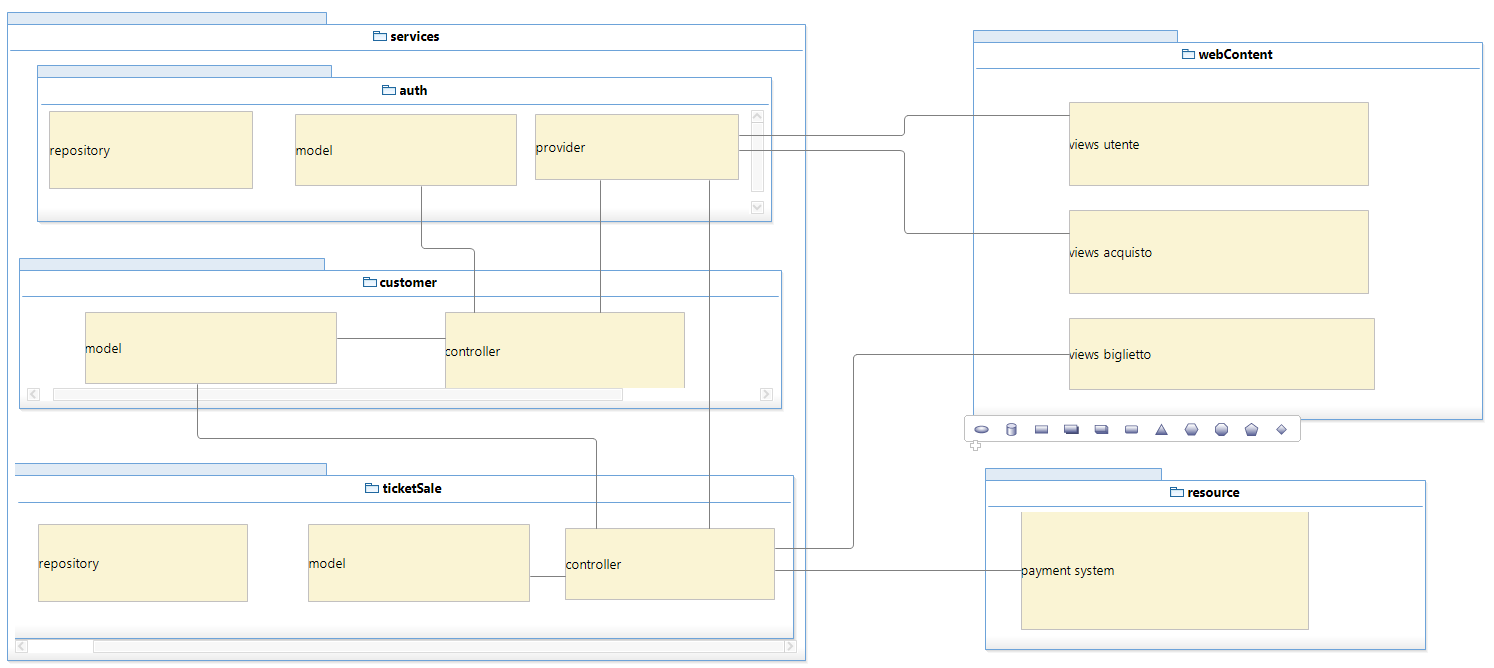 services
auth
repository
model
provider
customer
model
controller
ticketSale
repository
model
controller
webContent
views utente
views acquisto
views biglietto
resource
payment system